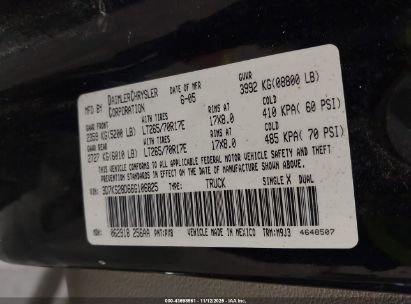 MFD BY DAIMLERCHRYSLER CORPORATION
DATE OF MFR 6-05
GVWR 3992 KG (08800 LB)
GAWR FRONT 2359 KG (5200 LB)
WITH TIRES LT265/70R17E
RIMS AT 17X8.0
COLD 410 KPA( 60 PSI)
GAWR REAR 2727 KG(6010 LB)
WITH TIRES LT265/70R17E
RIMS AT 17X8.0
COLD 485 KPA( 70 PSI)
THIS VEHICLE CONFORMS TO ALL APPLICABLE FEDERAL MOTOR VEHICLE SAFETY AND THEFT PREVENTION STANDARDS IN EFFECT ON THE DATE OF MANUFACTURE SHOWN ABOVE.
TYPE: TRUCK
SINGLE X DUAL
VEHICLE MADE IN MEXICO
TRM: M9J3
4648507